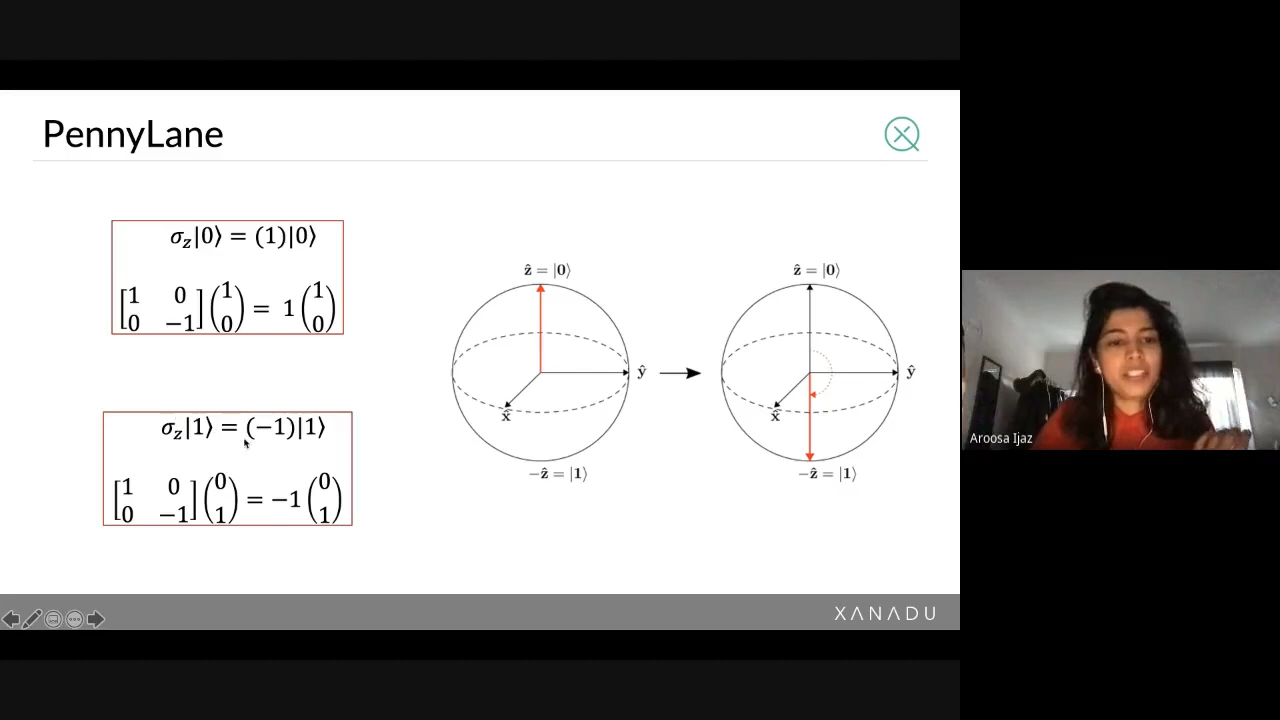 PennyLane
σz|0⟩ = (1)|0⟩
[1 0
0 −1] (1
0) = 1 (1
0)
σz|1⟩ = (−1)|1⟩
[1 0
0 −1] (0
1) = −1 (0
1)
ẑ = |0⟩
ŷ
x̂
−ẑ = |1⟩
ẑ = |0⟩
ŷ
x̂
−ẑ = |1⟩
XANADU
Aroosa Ijaz